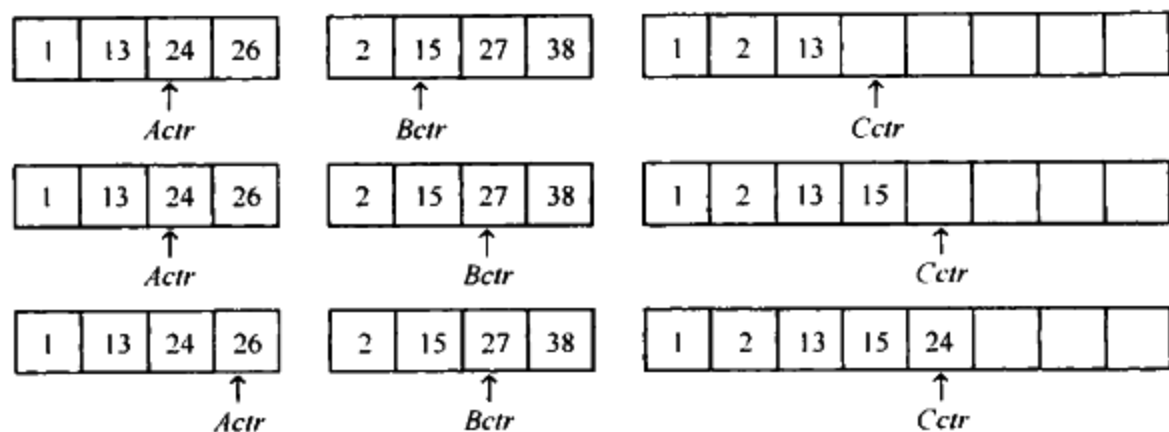 1 13 24 26 2 15 27 38 1 2 13
Actr Bctr Cctr
1 13 24 26 2 15 27 38 1 2 13 15
Actr Bctr Cctr
1 13 24 26 2 15 27 38 1 2 13 15 24
Actr Bctr Cctr